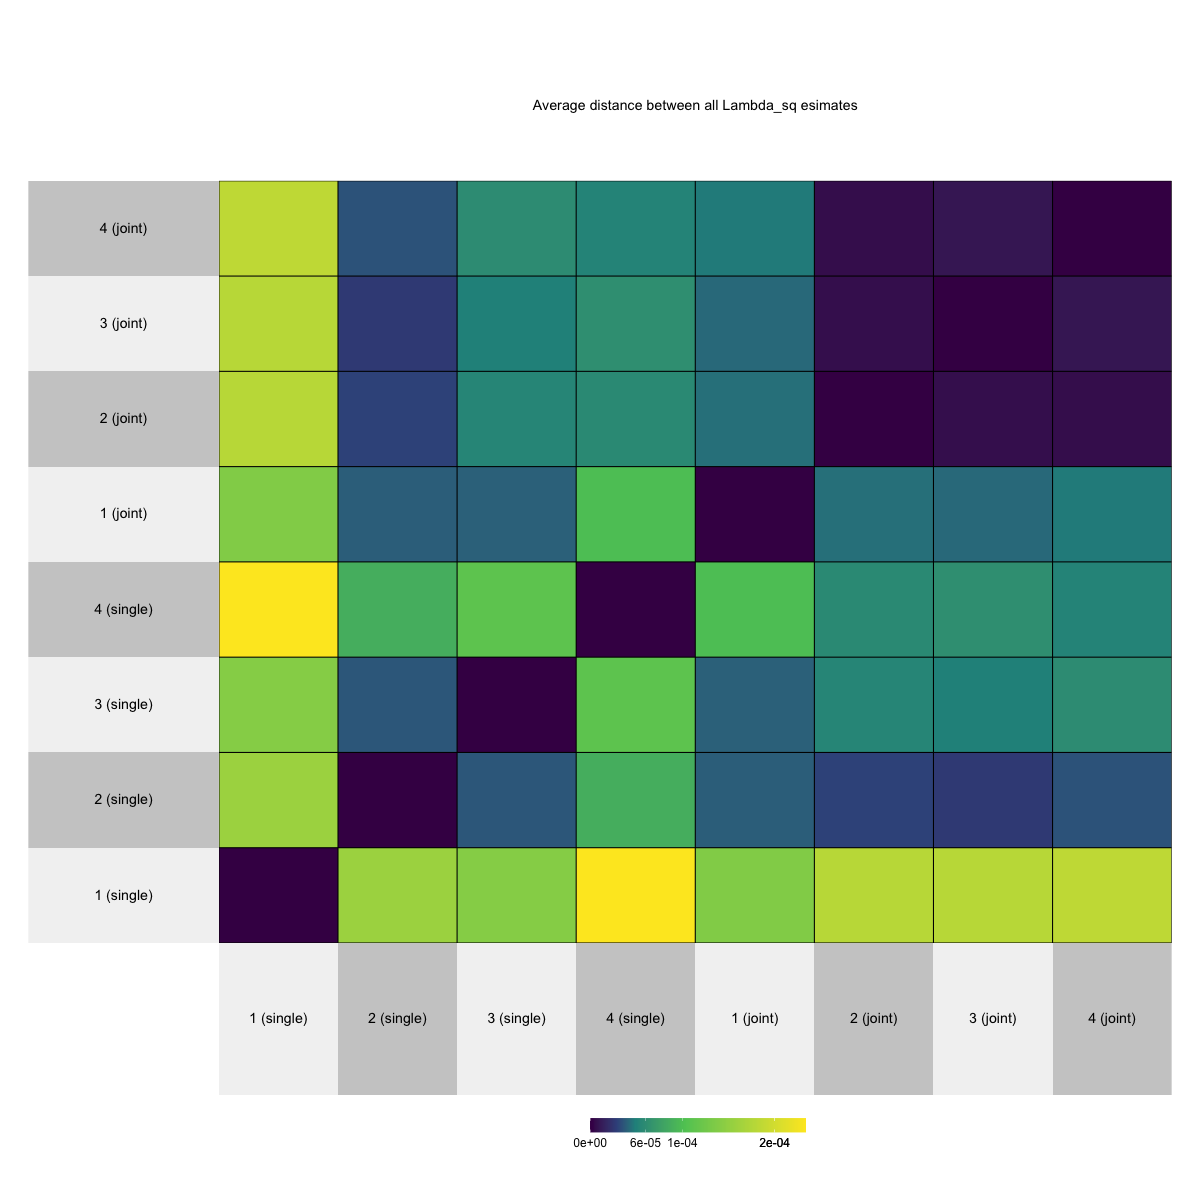 Average distance between all Lambda_sq esimates
4 (joint)
3 (joint)
2 (joint)
1 (joint)
4 (single)
3 (single)
2 (single)
1 (single)
1 (single) 2 (single) 3 (single) 4 (single) 1 (joint) 2 (joint) 3 (joint) 4 (joint)
0e+00 6e-05 1e-04 2e-04